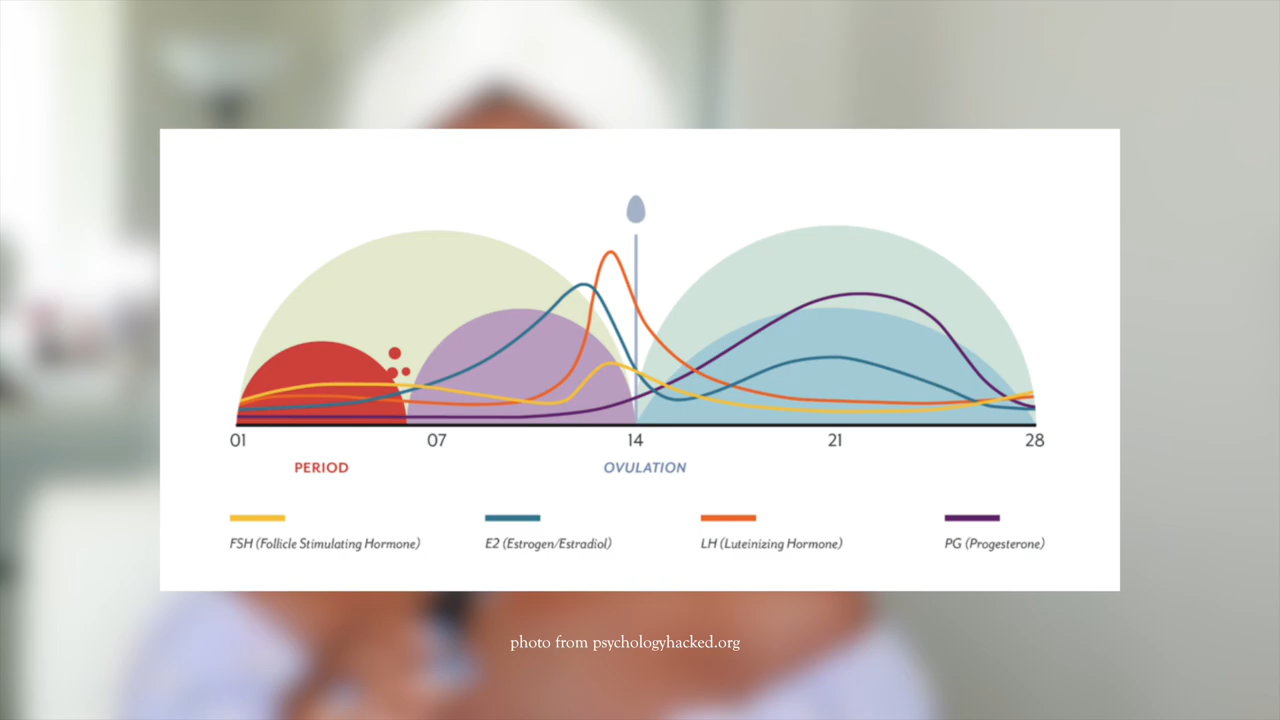 01 07 14 21 28
PERIOD OVULATION
FSH (Follicle Stimulating Hormone) E2 (Estrogen/Estradiol) LH (Luteinizing Hormone) PG (Progesterone)
photo from psychologyhacked.org